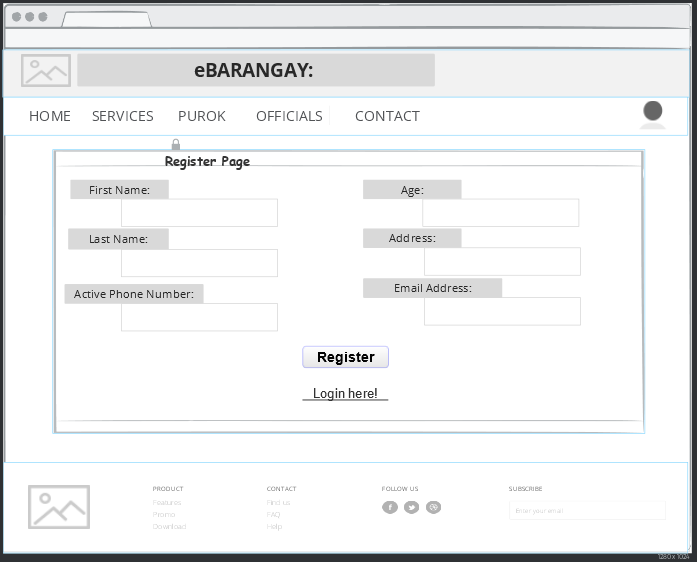 eBARANGAY:
HOME SERVICES PUROK OFFICIALS CONTACT
Register Page
First Name: Age:
Last Name: Address:
Active Phone Number: Email Address:
Register
Login here!
PRODUCT CONTACT FOLLOW US SUBSCRIBE
Features Find us Enter your email
Promo FAQ
Download Help
1280 x 1024